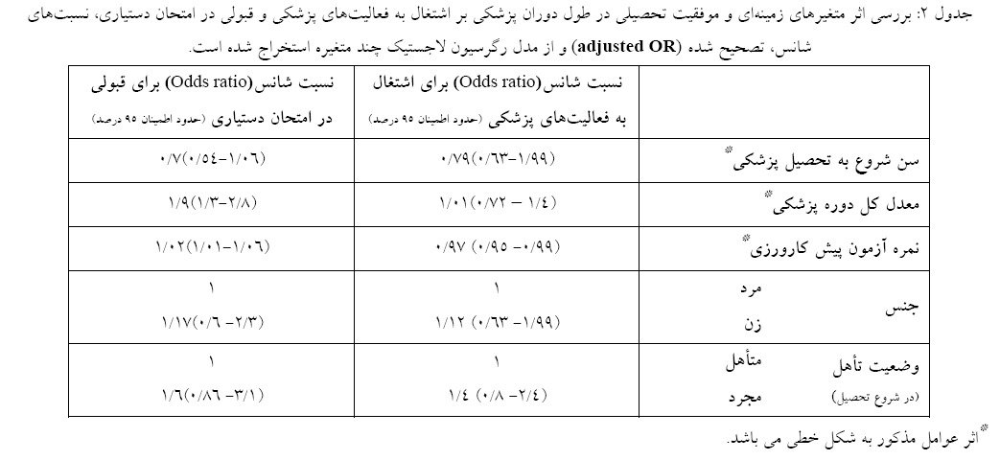 جدول ۲: بررسی اثر متغیرهای زمینه‌ای و موفقیت تحصیلی در طول دوران پزشکی بر اشتغال به فعالیت‌های پزشکی و قبولی در امتحان دستیاری، نسبت‌های
شانس، تصحیح شده (adjusted OR) و از مدل رگرسیون لاجستیک چند متغیره استخراج شده است.
نسبت شانس(Odds ratio) برای اشتغال نسبت شانس(Odds ratio) برای قبولی
به فعالیت‌های پزشکی (حدود اطمینان ۹۵ درصد) در امتحان دستیاری (حدود اطمینان ۹۵ درصد)
سن شروع به تحصیل پزشکی* ۰/۷۹(۰/۶۳-۱/۹۹) ۰/۷(۰/۵٤-۱/۰۶)
معدل کل دوره پزشکی* ۱/۰۱(۰/۷۲ – ۱/٤) ۱/۹(۱/۳-۲/۸)
نمره آزمون پیش کارورزی* ۰/۹۷ (۰/۹۵ -۰/۹۹) ۱/۰۲(۱/۰۱-۱/۰۶)
جنس مرد ۱ ۱
زن ۱/۱۲ (۰/۶۳ -۱/۹۹) ۱/۱۷(۰/۶ -۲/۳)
وضعیت تأهل متأهل ۱ ۱
(در شروع تحصیل) مجرد ۱/٤ (۰/۸ -۲/٤) ۱/۶(۰/۸۶ -۳/۱)
*اثر عوامل مذکور به شکل خطی می باشد.